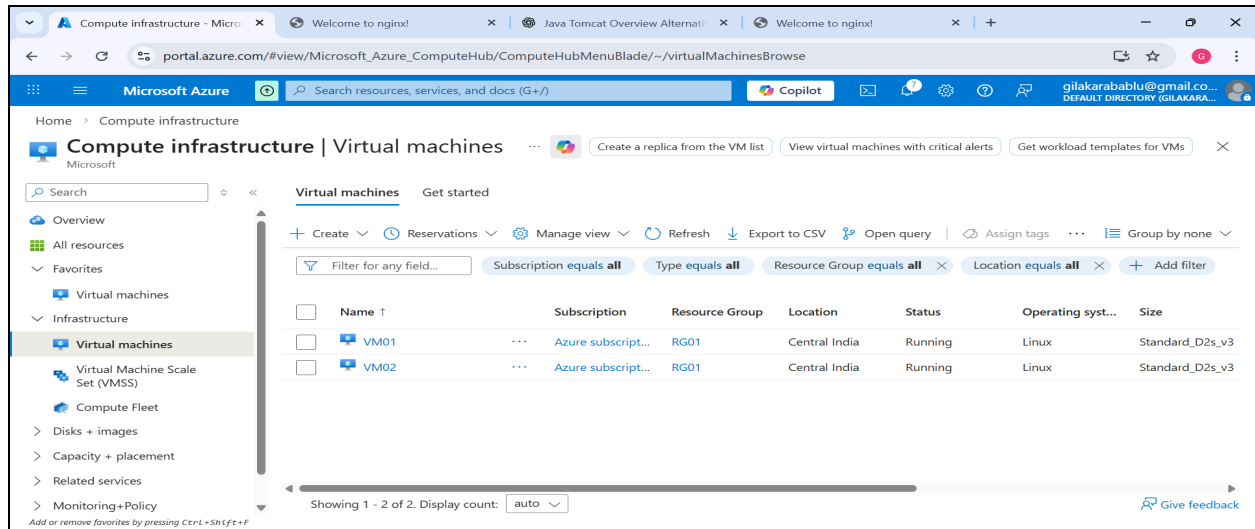 Compute infrastructure - Micro
Welcome to nginx!
Java Tomcat Overview Alternati
Welcome to nginx!
portal.azure.com/#view/Microsoft_Azure_ComputeHub/ComputeHubMenuBlade/~/virtualMachinesBrowse
G
Microsoft Azure
Search resources, services, and docs (G+/)
Copilot
7
gilakarabablu@gmail.co...
DEFAULT DIRECTORY (GILAKARA...
Home > Compute infrastructure
Compute infrastructure | Virtual machines ...
Create a replica from the VM list
View virtual machines with critical alerts
Get workload templates for VMs
Microsoft
Search
Virtual machines Get started
Overview
All resources
Favorites
Virtual machines
Infrastructure
Virtual machines
Virtual Machine Scale
Set (VMSS)
Compute Fleet
Disks + images
Capacity + placement
Related services
Monitoring+Policy
Add or remove favorites by pressing Ctrl+Shift+F
+ Create Reservations Manage view Refresh Export to CSV Open query | Assign tags ... Group by none
Filter for any field... Subscription equals all Type equals all Resource Group equals all Location equals all + Add filter
Name ↑ Subscription Resource Group Location Status Operating syst... Size
VM01 ... Azure subscript... RG01 Central India Running Linux Standard_D2s_v3
VM02 ... Azure subscript... RG01 Central India Running Linux Standard_D2s_v3
Showing 1 - 2 of 2. Display count: auto
Give feedback